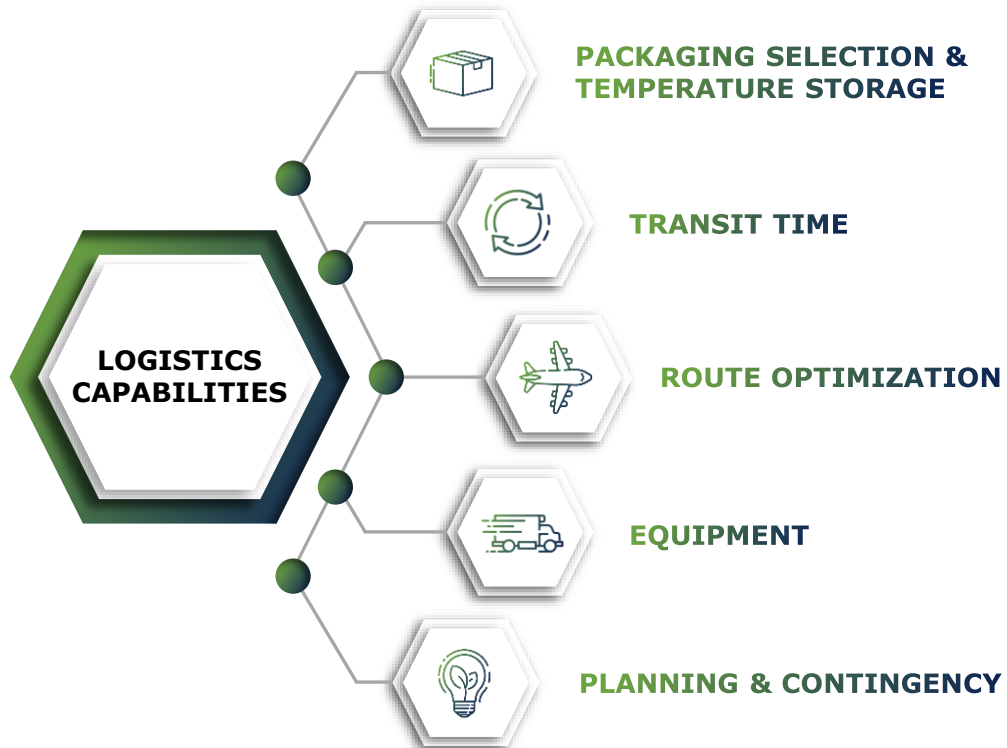 PACKAGING SELECTION &
TEMPERATURE STORAGE
TRANSIT TIME
LOGISTICS
CAPABILITIES
ROUTE OPTIMIZATION
EQUIPMENT
PLANNING & CONTINGENCY